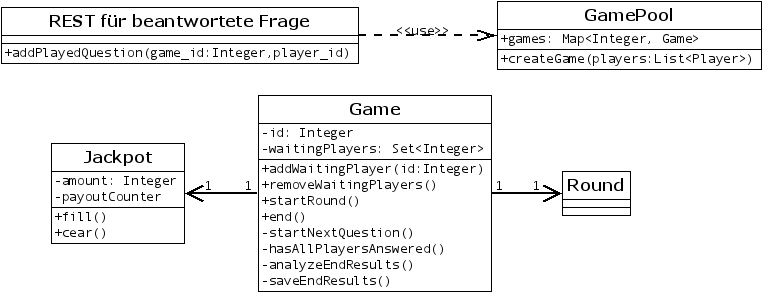 REST für beantwortete Frage
+addPlayedQuestion(game_id:Integer,player_id)
<<use>>
GamePool
+games: Map<Integer, Game>
+createGame(players:List<Player>)
Game
-id: Integer
-waitingPlayers: Set<Integer>
+addWaitingPlayer(id:Integer)
+removeWaitingPlayers()
+startRound()
+end()
-startNextQuestion()
-hasAllPlayersAnswered()
-analyzeEndResults()
-saveEndResults()
Jackpot
-amount: Integer
-payoutCounter
+fill()
+cear()
1
1
1
1
Round